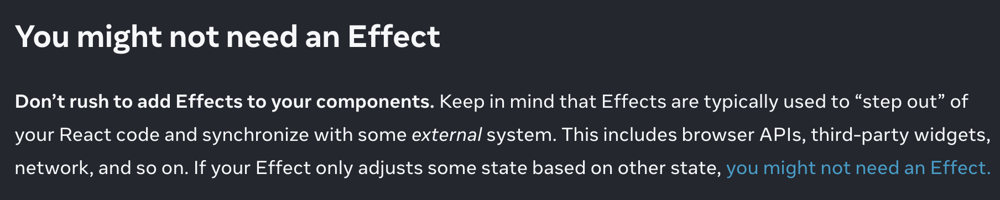 You might not need an Effect
Don’t rush to add Effects to your components. Keep in mind that Effects are typically used to “step out” of
your React code and synchronize with some external system. This includes browser APIs, third-party widgets,
network, and so on. If your Effect only adjusts some state based on other state, you might not need an Effect.